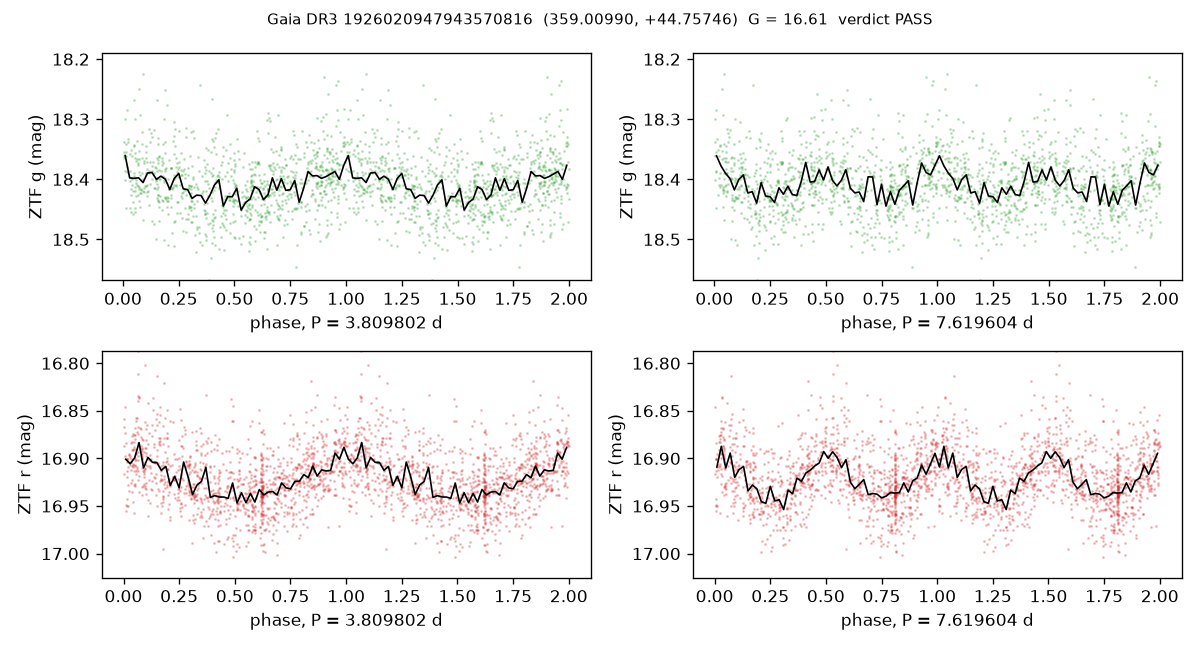 Gaia DR3 1926020947943570816 (359.00990, +44.75746) G = 16.61 verdict PASS
ZTF g (mag)
18.2
18.3
18.4
18.5
0.00 0.25 0.50 0.75 1.00 1.25 1.50 1.75 2.00
phase, P = 3.809802 d
ZTF g (mag)
18.2
18.3
18.4
18.5
0.00 0.25 0.50 0.75 1.00 1.25 1.50 1.75 2.00
phase, P = 7.619604 d
ZTF r (mag)
16.80
16.85
16.90
16.95
17.00
0.00 0.25 0.50 0.75 1.00 1.25 1.50 1.75 2.00
phase, P = 3.809802 d
ZTF r (mag)
16.80
16.85
16.90
16.95
17.00
0.00 0.25 0.50 0.75 1.00 1.25 1.50 1.75 2.00
phase, P = 7.619604 d